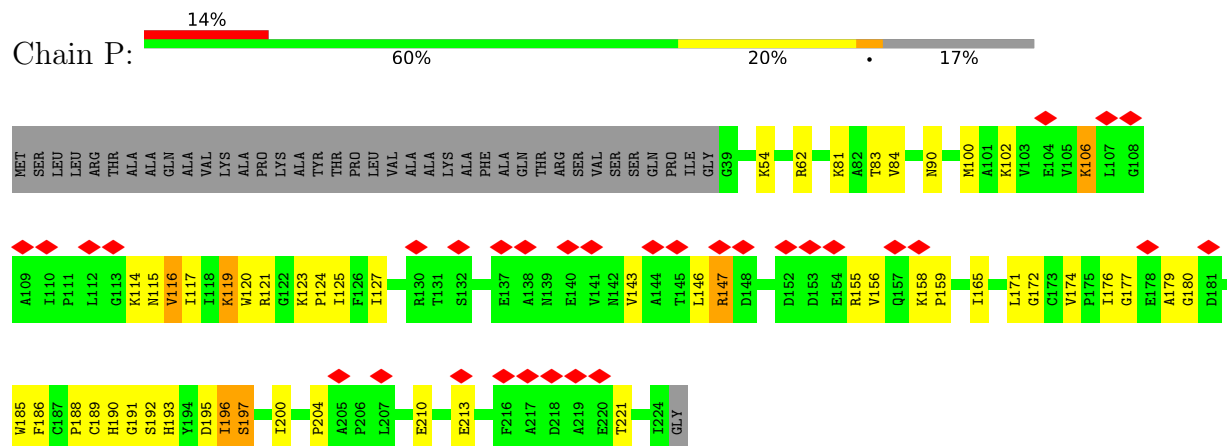 14%
Chain P:
60% 20% • 17%
MET SER LEU LEU ARG THR ALA ALA GLN ALA VAL LYS ALA PRO LYS ALA TYR THR PRO LEU VAL ALA ALA LYS ALA PHE ALA GLN THR ARG SER VAL SER SER GLN PRO ILE GLY G39 K54 R62 K81 A82 T83 V84 N90 M100 A101 K102 V103 E104 V105 K106 L107 G108
A109 I110 P111 L112 G113 K114 N115 V116 I117 I118 K119 W120 R121 G122 K123 P124 I125 F126 I127 R130 T131 S132 E137 A138 N139 E140 V141 N142 V143 A144 T145 L146 R147 D148 D152 D153 E154 R155 V156 Q157 K158 P159 I165 L171 G172 C173 V174 P175 I176 G177 E178 A179 G180 D181
W185 F186 C187 P188 C189 H190 G191 S192 H193 Y194 D195 I196 S197 I200 P204 A205 P206 L207 E210 E213 F216 A217 D218 A219 E220 T221 I224 GLY